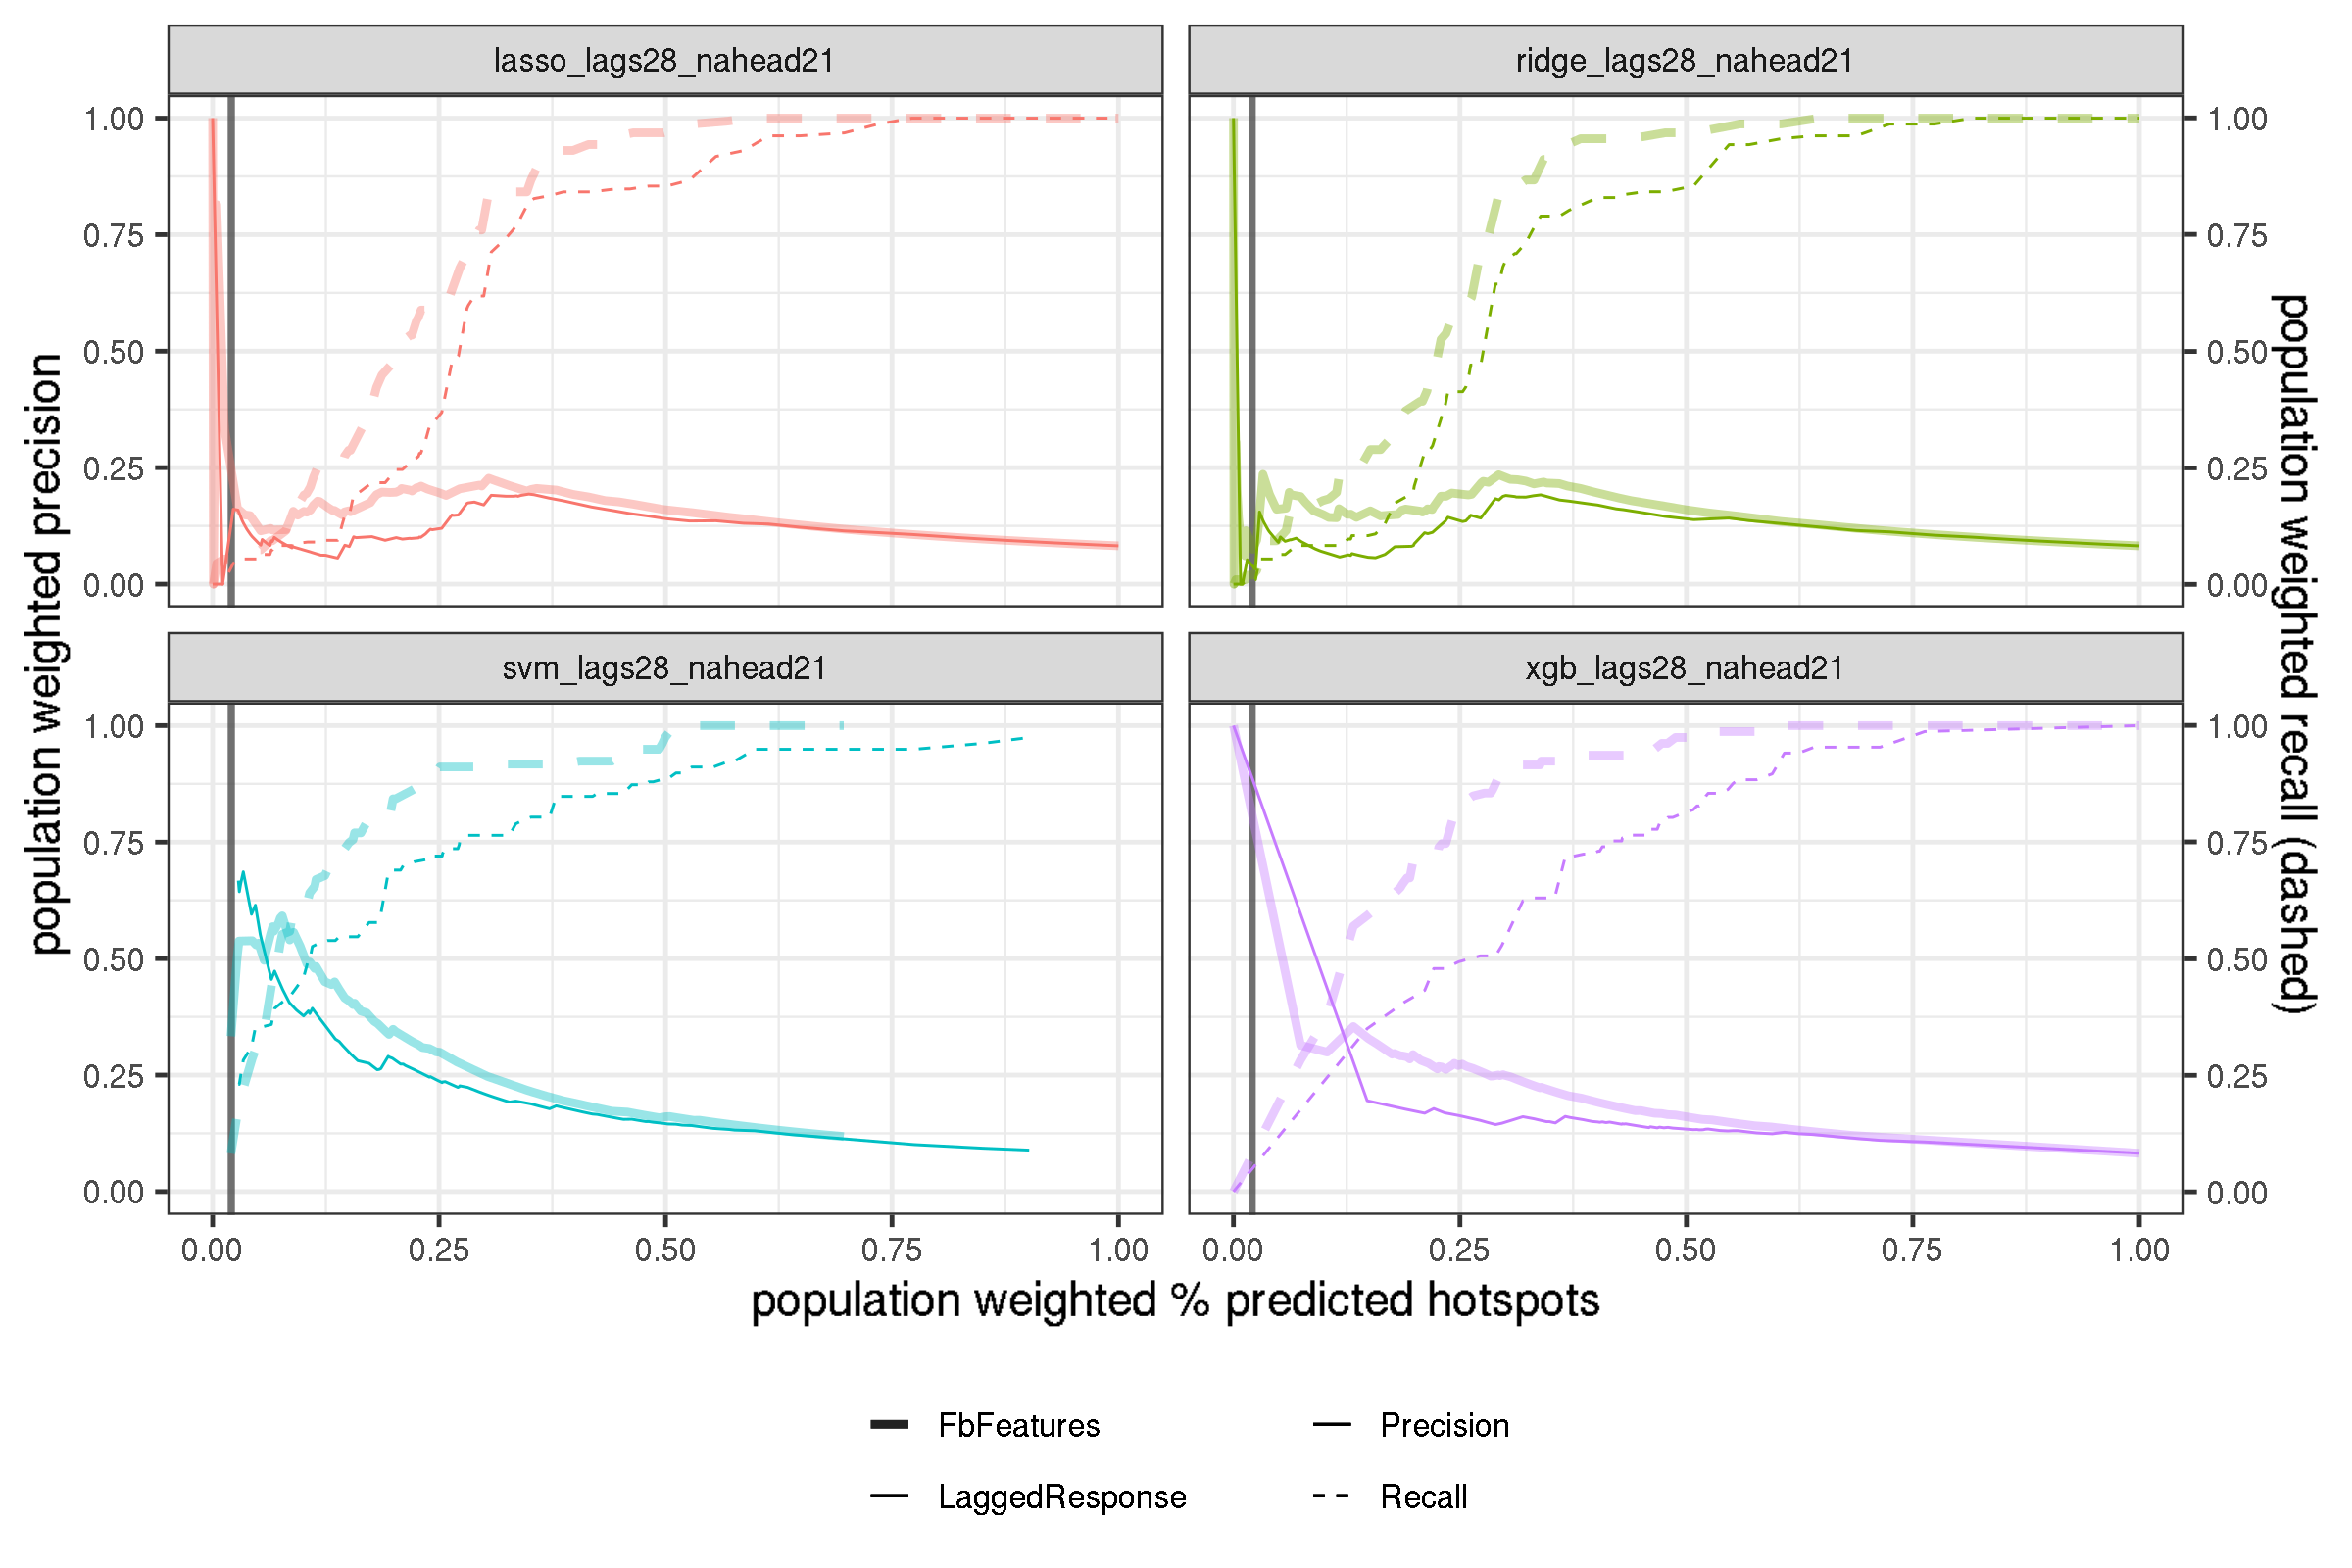 lasso_lags28_nahead21
ridge_lags28_nahead21
1.00
0.75
0.50
0.25
0.00
1.00
0.75
0.50
0.25
0.00
svm_lags28_nahead21
xgb_lags28_nahead21
1.00
0.75
0.50
0.25
0.00
1.00
0.75
0.50
0.25
0.00
0.00 0.25 0.50 0.75 1.00
0.00 0.25 0.50 0.75 1.00
population weighted precision
population weighted recall (dashed)
population weighted % predicted hotspots
FbFeatures
Precision
LaggedResponse
Recall